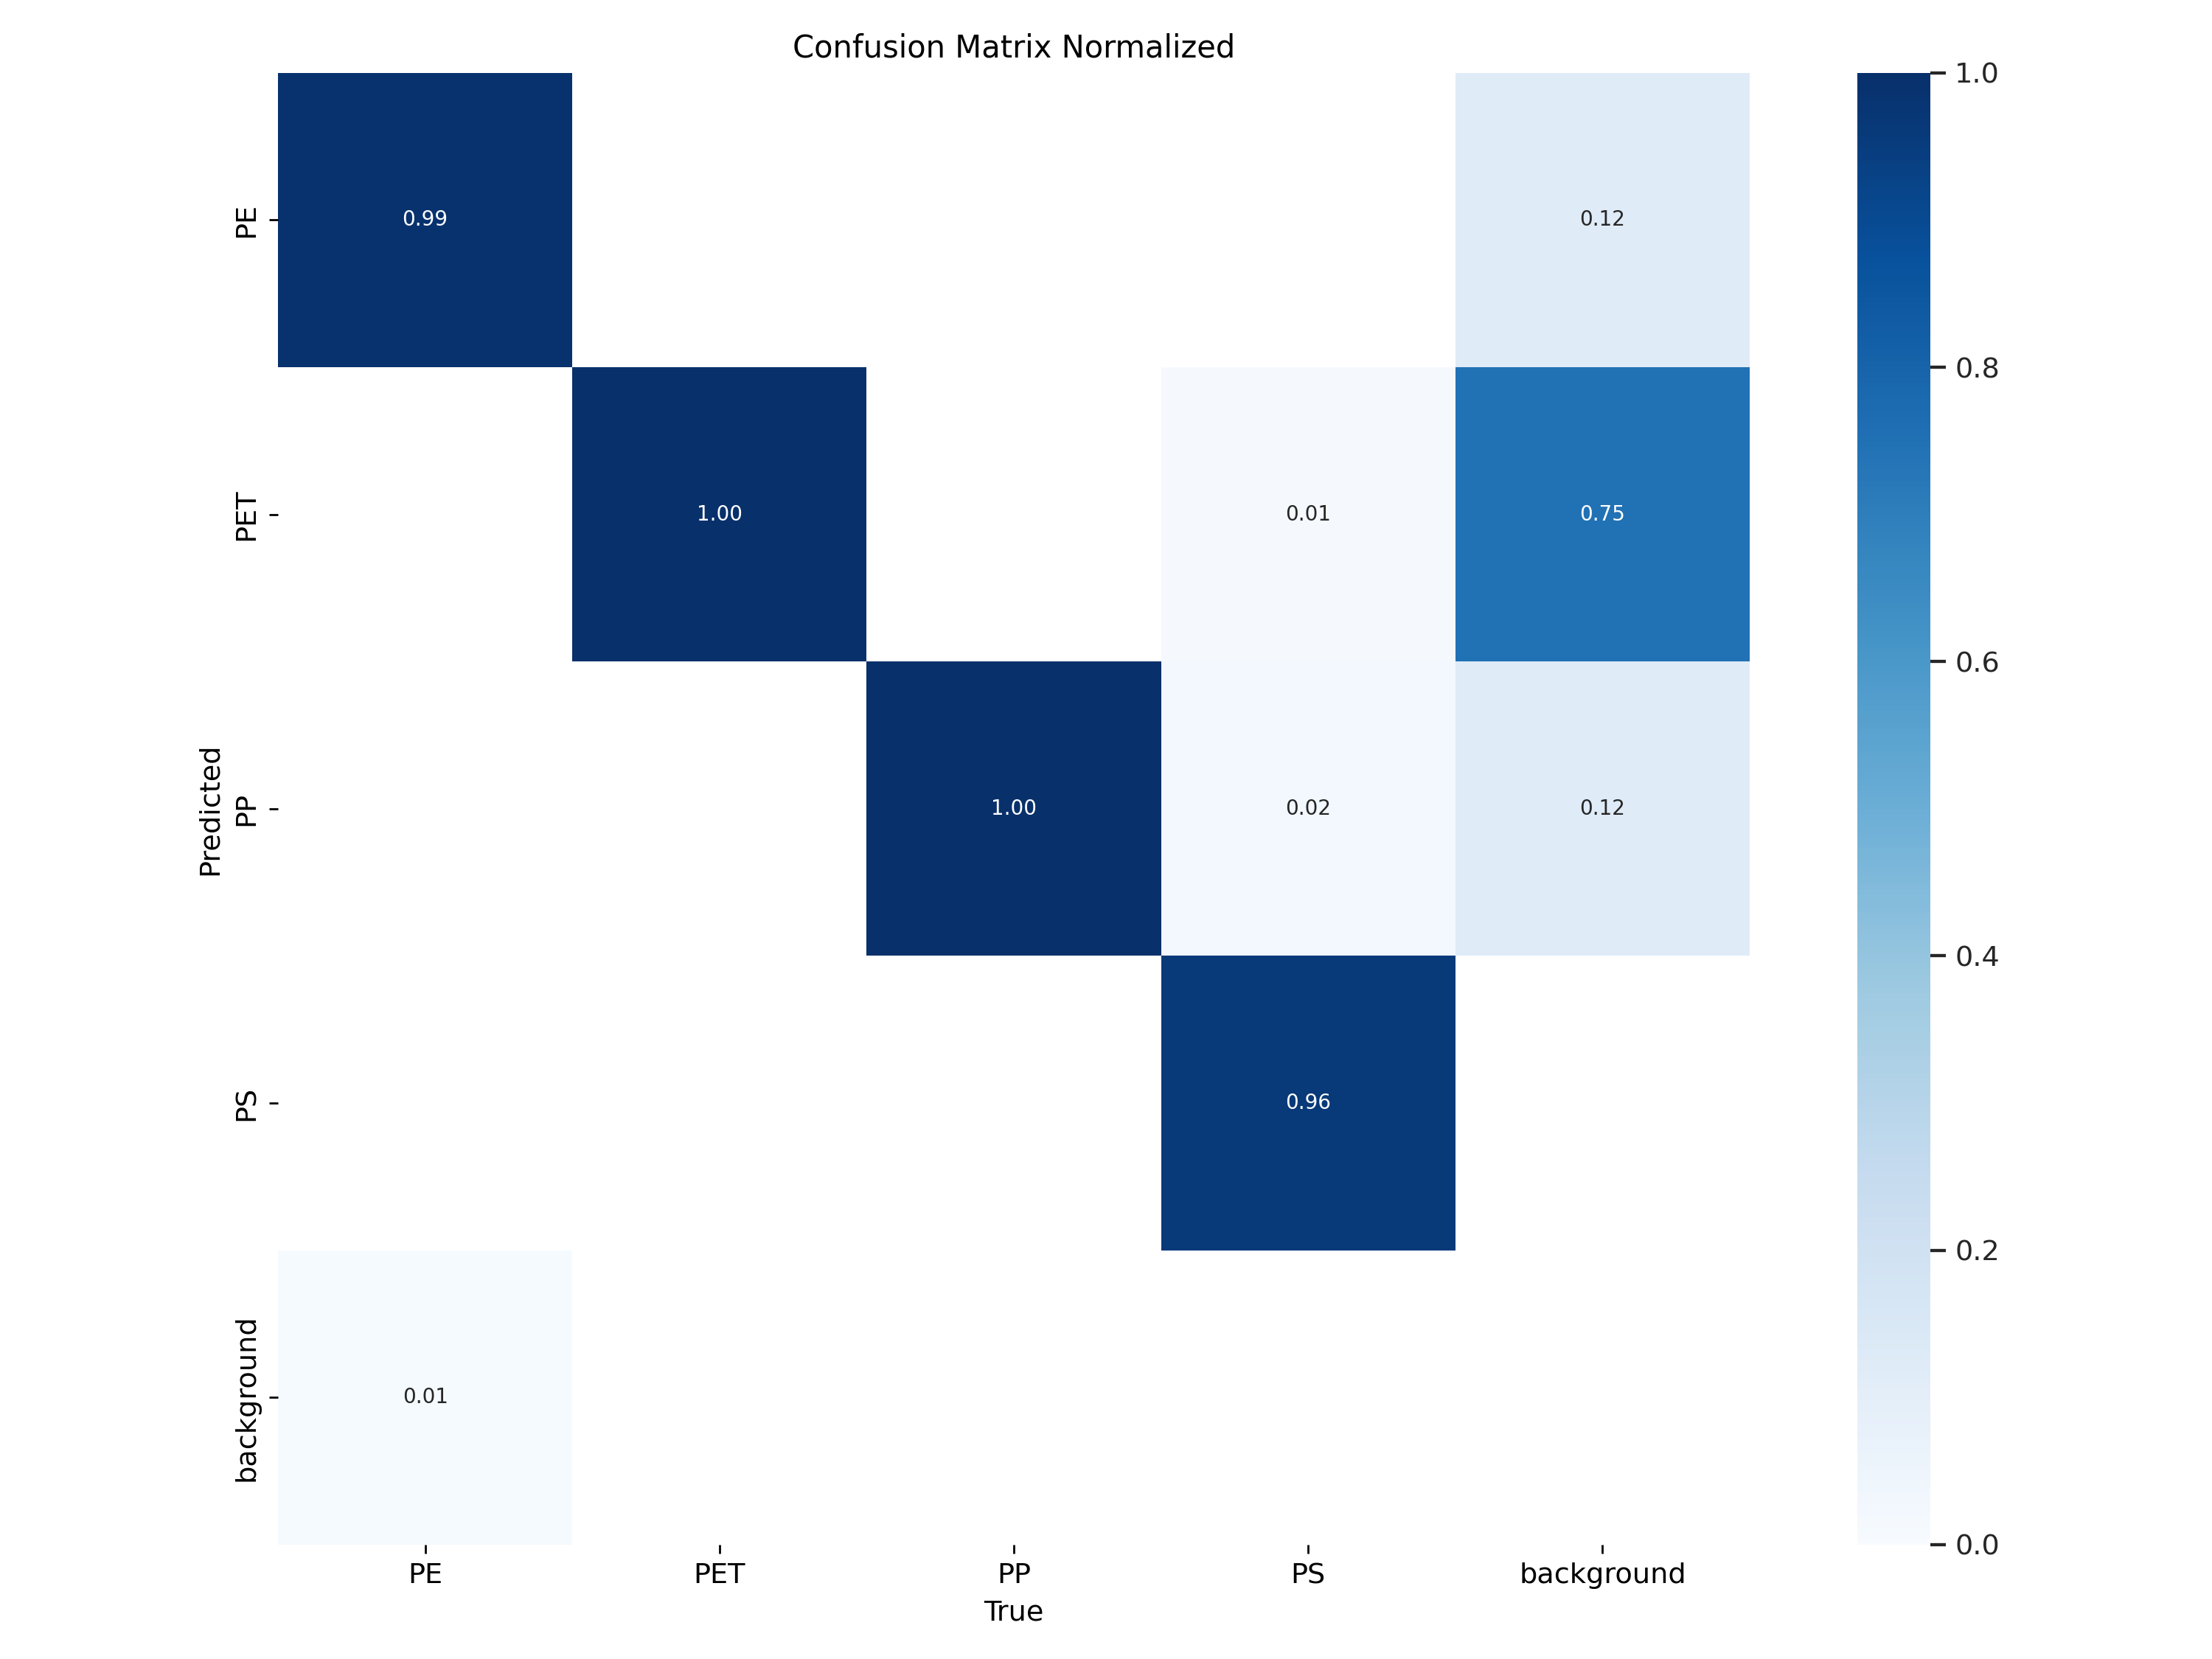 Confusion Matrix Normalized
1.0
PE
0.99
0.12
0.8
PET
1.00
0.01
0.75
0.6
Predicted
PP
1.00
0.02
0.12
0.4
PS
0.96
0.2
background
0.01
0.0
PE
PET
PP
PS
background
True